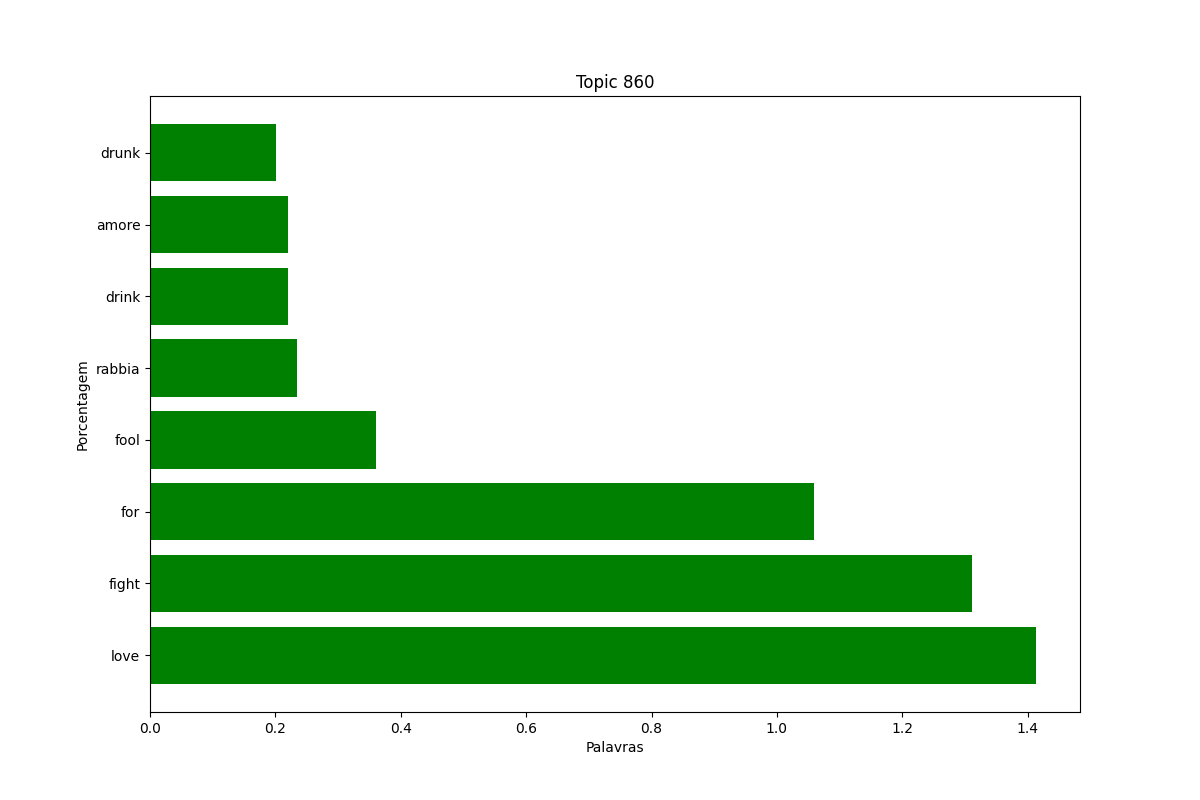 Topic 860
drunk
amore
drink
rabbia
fool
for
fight
love
Porcentagem
0.0 0.2 0.4 0.6 0.8 1.0 1.2 1.4
Palavras